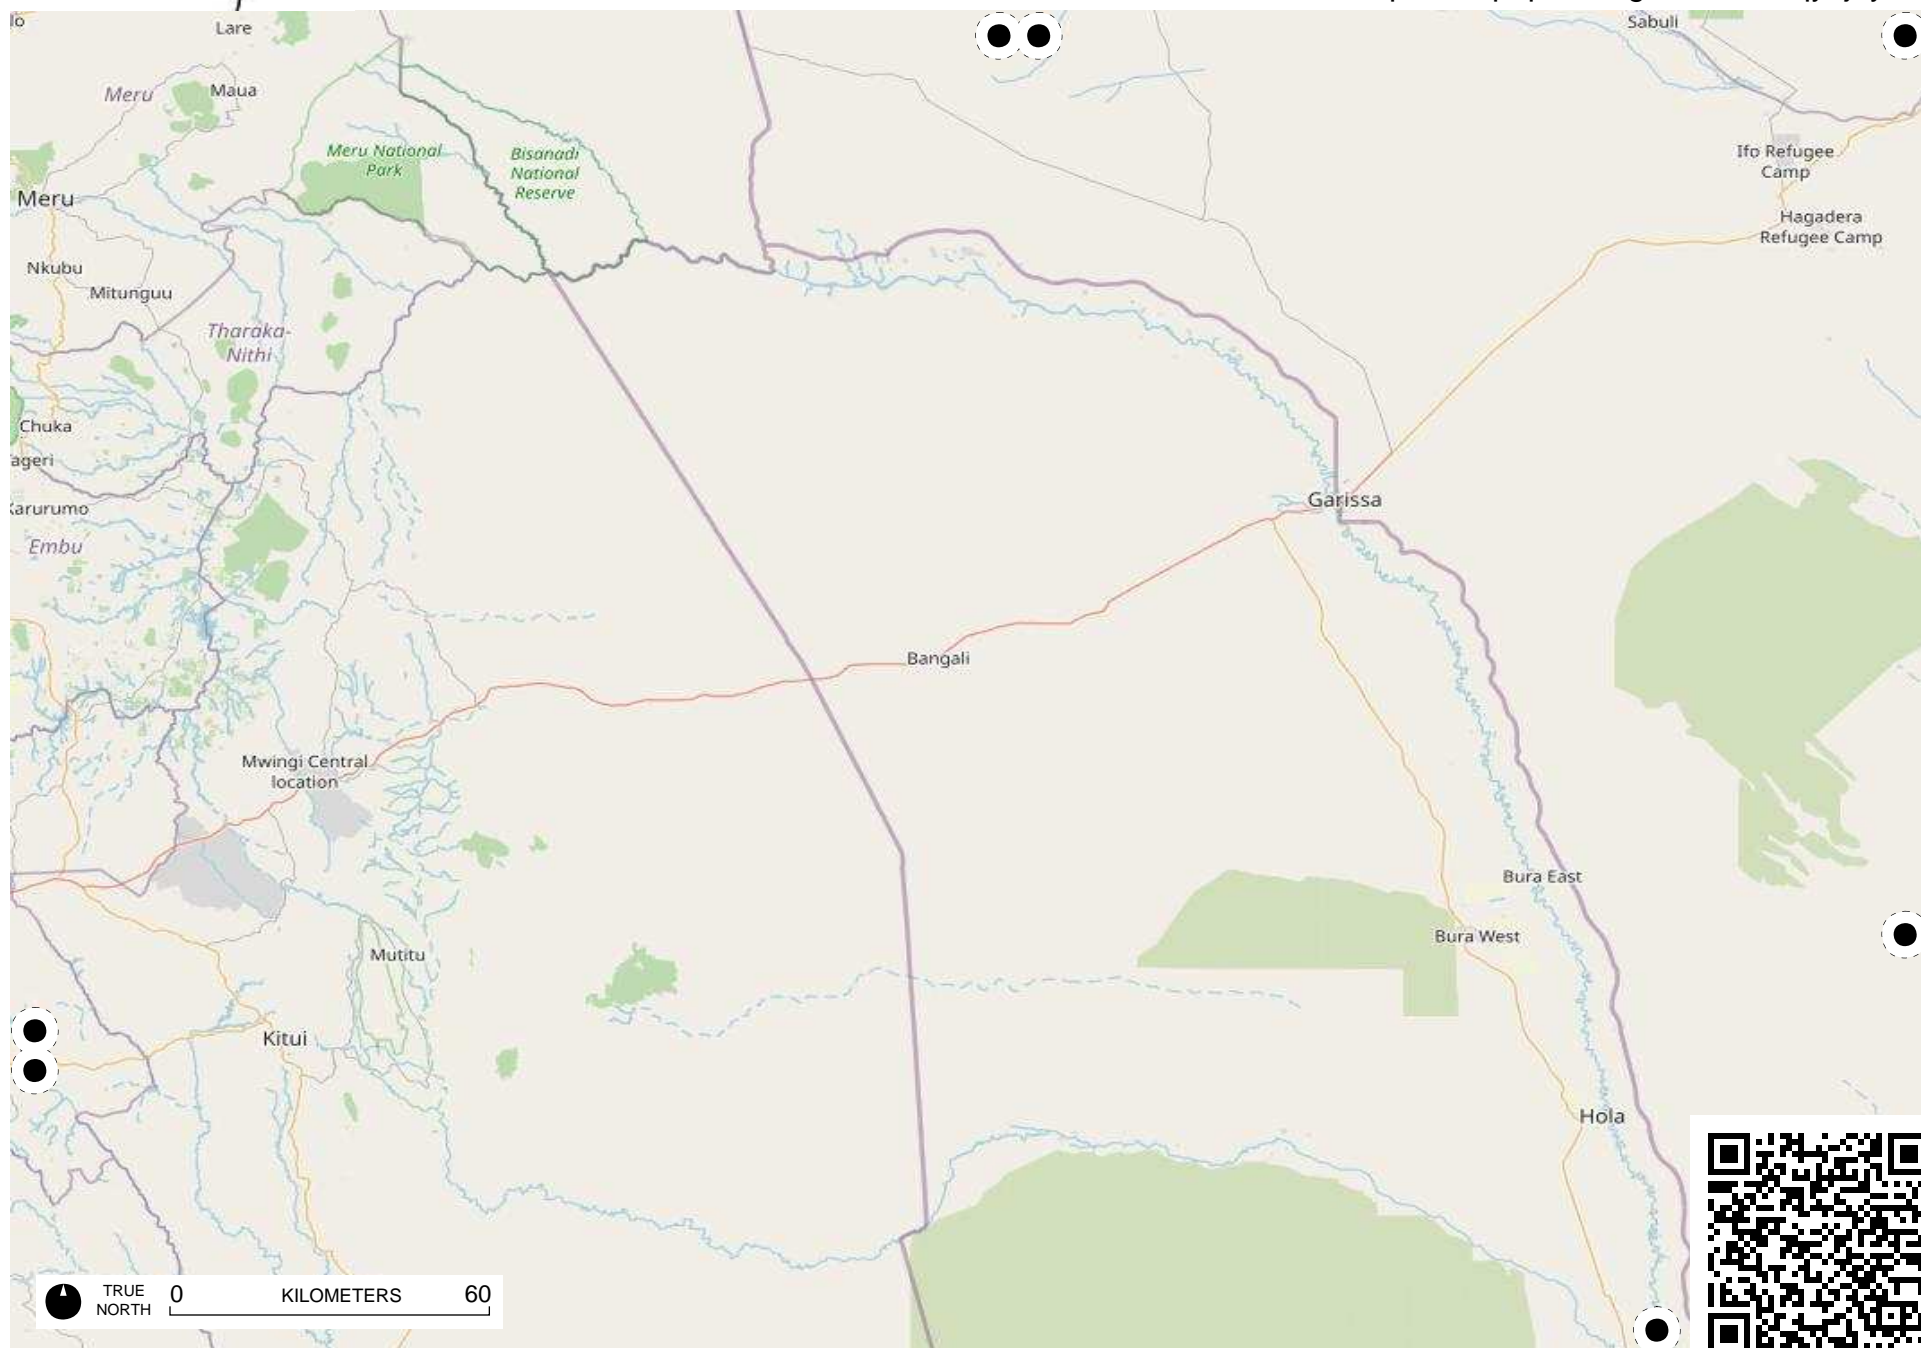 Lare
Sabuli
Meru
Maua
Meru National
Park
Bisanadi
National
Reserve
Ifo Refugee
Camp
Meru
Hagadera
Refugee Camp
Nkubu
Mitunguu
Tharaka-
Nithi
Chuka
ageri
Garissa
Karurumo
Embu
Bangali
Mwingi Central
location
Bura East
Bura West
Mutitu
Kitui
Hola
TRUE
NORTH
0 KILOMETERS 60